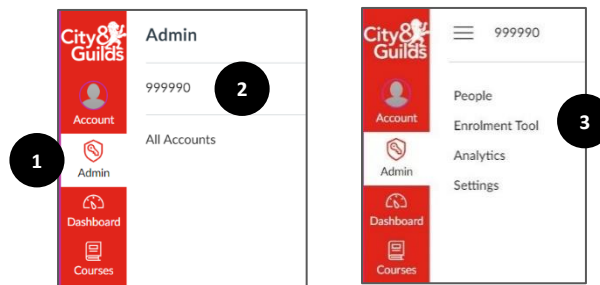 City&
Guilds
Account
Admin
Dashboard
Courses
Admin
999990
All Accounts
1
2
City&
Guilds
Account
Admin
Dashboard
Courses
999990
People
Enrolment Tool
Analytics
Settings
3